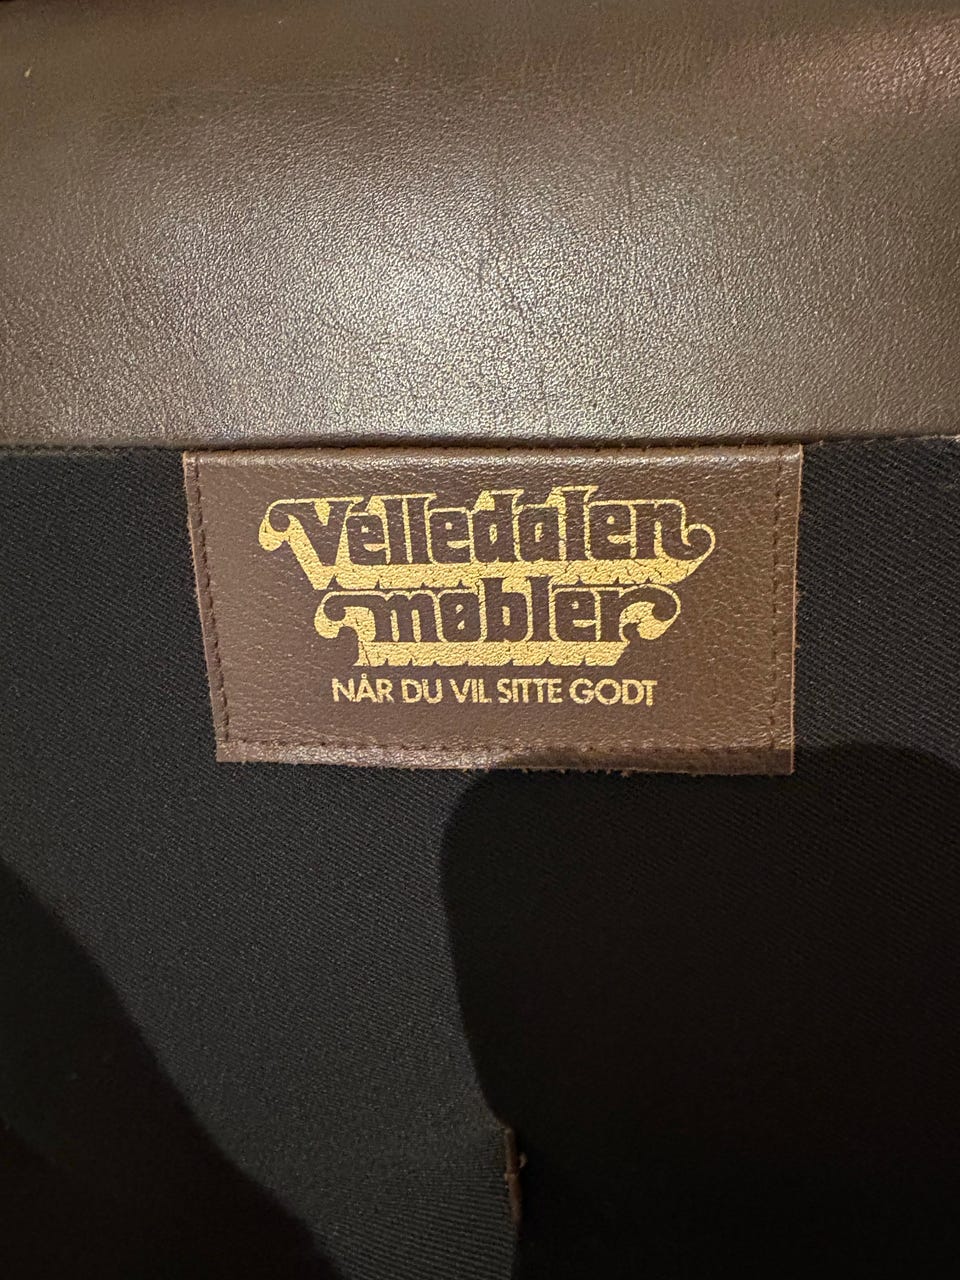 Velledalen
møbler
NÅR DU VIL SITTE GODT